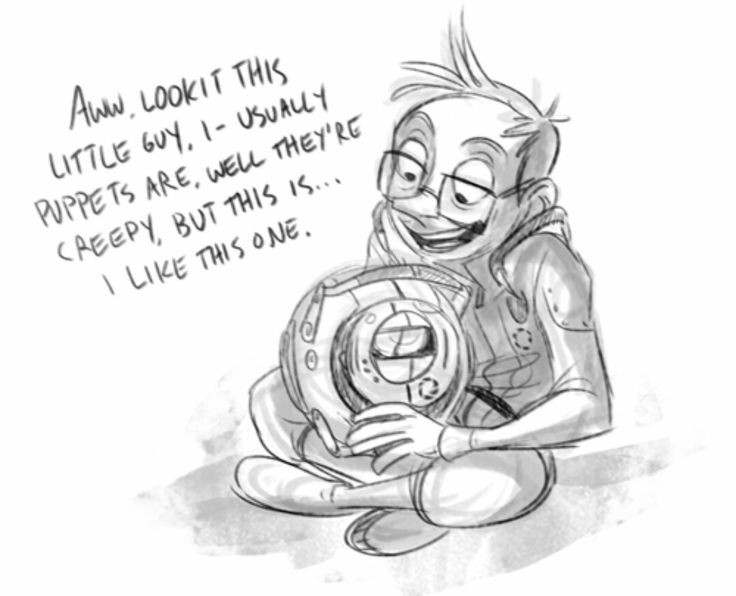 AWW. LOOKIT THIS
LITTLE GUY. I- USUALLY
PUPPETS ARE. WELL THEY'RE
CREEPY, BUT THIS IS...
I LIKE THIS ONE.